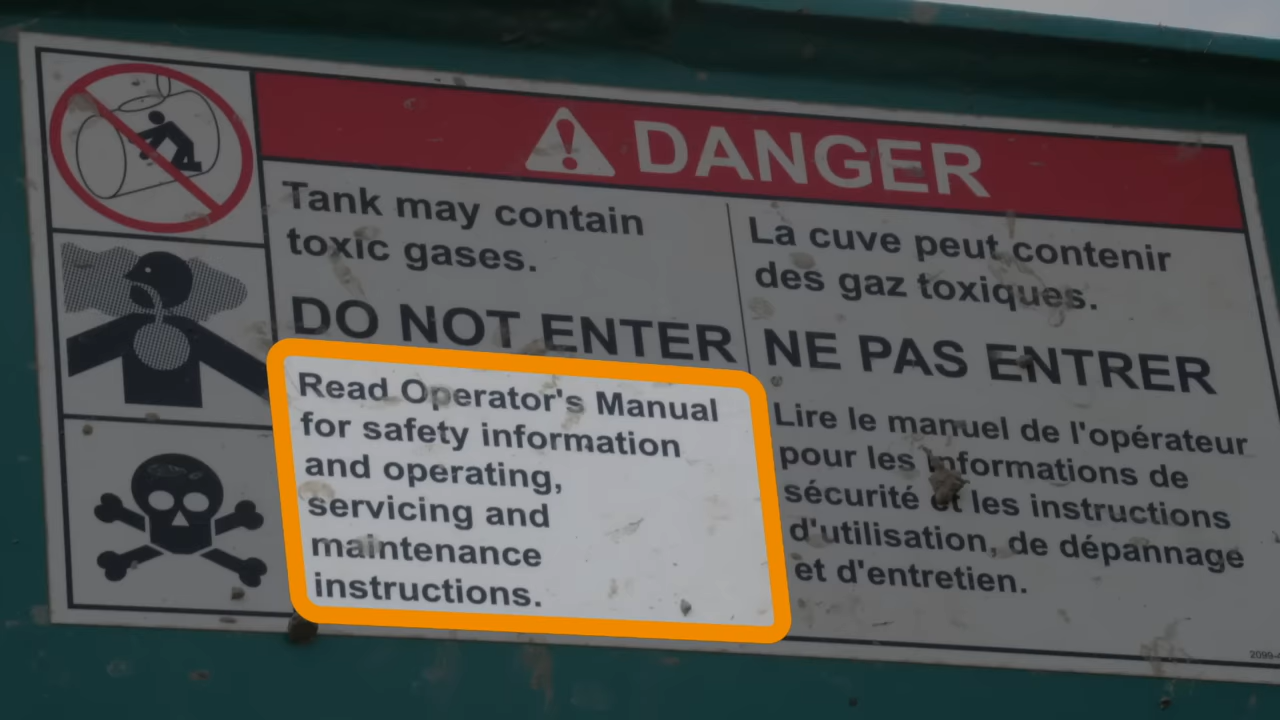 DANGER
Tank may contain
toxic gases.
DO NOT ENTER
Read Operator's Manual
for safety information
and operating,
servicing and
maintenance
instructions.
La cuve peut contenir
des gaz toxiques.
NE PAS ENTRER
Lire le manuel de l'opérateur
pour les informations de
sécurité et les instructions
d'utilisation, de dépannage
et d'entretien.